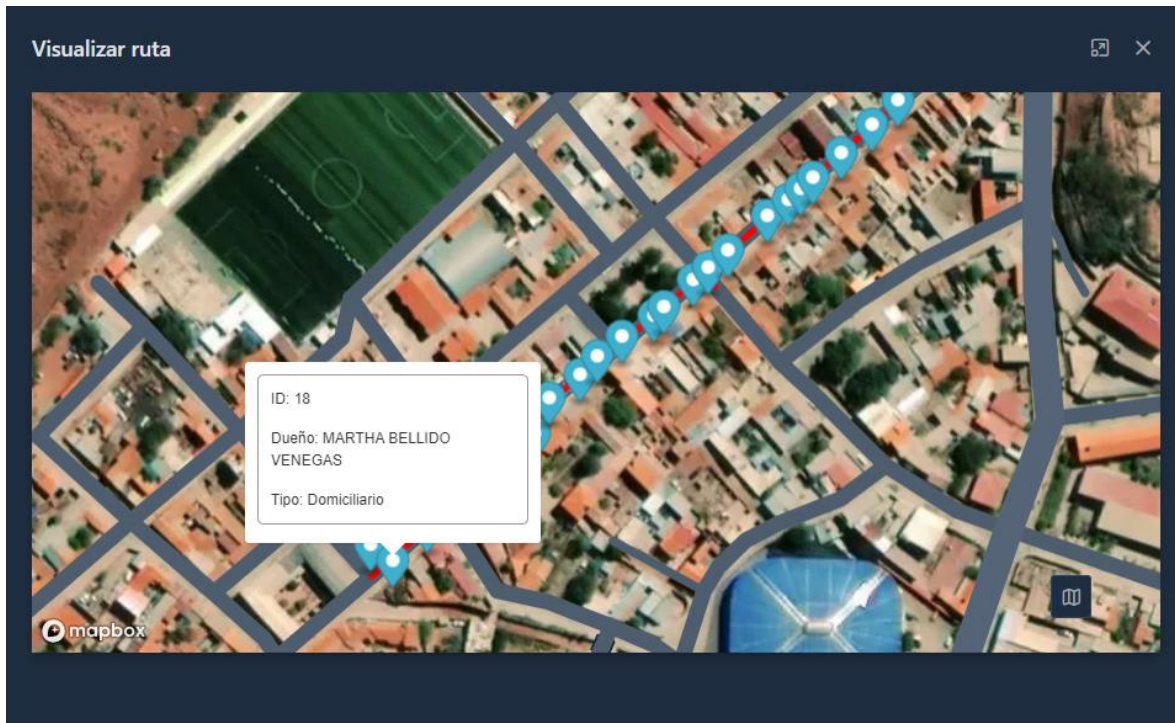 Visualizar ruta
ID: 18
Dueño: MARTHA BELLIDO
VENEGAS
Tipo: Domiciliario
mapbox